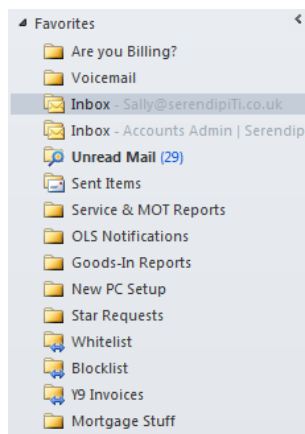 Favorites
Are you Billing?
Voicemail
Inbox - Sally@serendipiTi.co.uk
Inbox - Accounts Admin | Serendip
Unread Mail (29)
Sent Items
Service & MOT Reports
OLS Notifications
Goods-In Reports
New PC Setup
Star Requests
Whitelist
Blocklist
Y9 Invoices
Mortgage Stuff